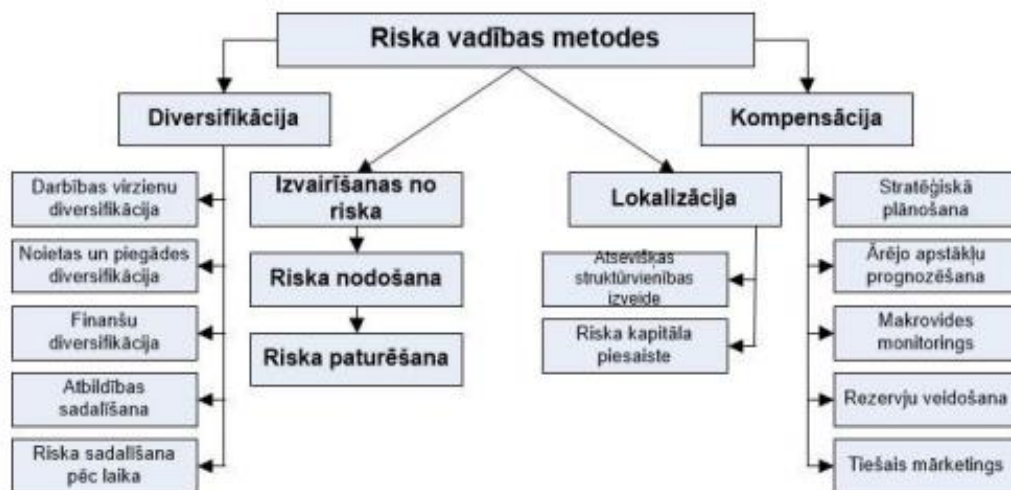 Riska vadības metodes
Diversifikācija
Darbības virzienu
diversifikācija
Noietas un piegādes
diversifikācija
Finanšu
diversifikācija
Atbildības
sadalīšana
Riska sadalīšana
pēc laika
Izvairīšanas no
riska
Riska nodošana
Riska paturēšana
Lokalizācija
Atsevišķas
struktūrvienības
izveide
Riska kapitāla
piesaiste
Kompensācija
Stratēģiskā
plānošana
Ārējo apstākļu
prognozēšana
Makrovides
monitorings
Rezervju veidošana
Tiešais mārketings